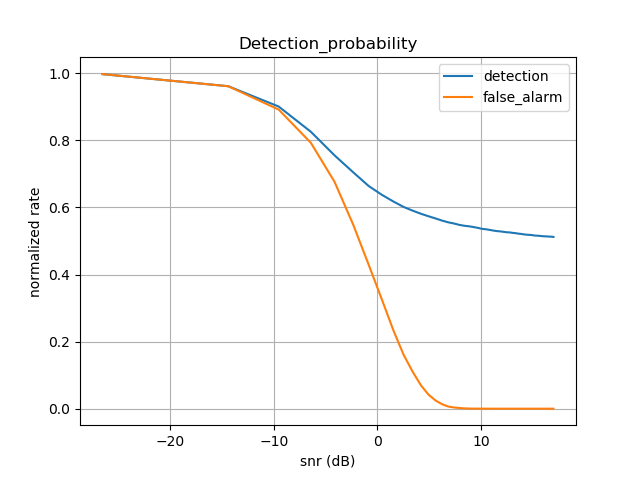 Detection_probability
detection
false_alarm
normalized rate
1.0
0.8
0.6
0.4
0.2
0.0
−20
−10
0
10
snr (dB)